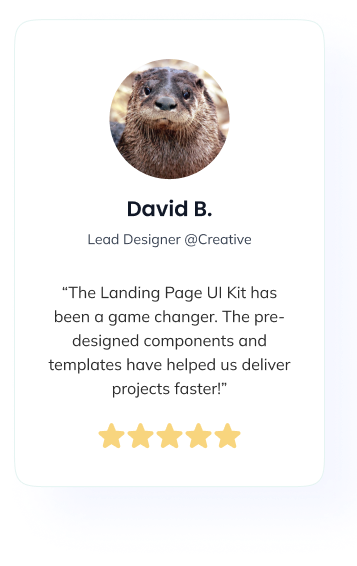 David B.
Lead Designer @Creative
“The Landing Page UI Kit has
been a game changer. The pre-
designed components and
templates have helped us deliver
projects faster!”